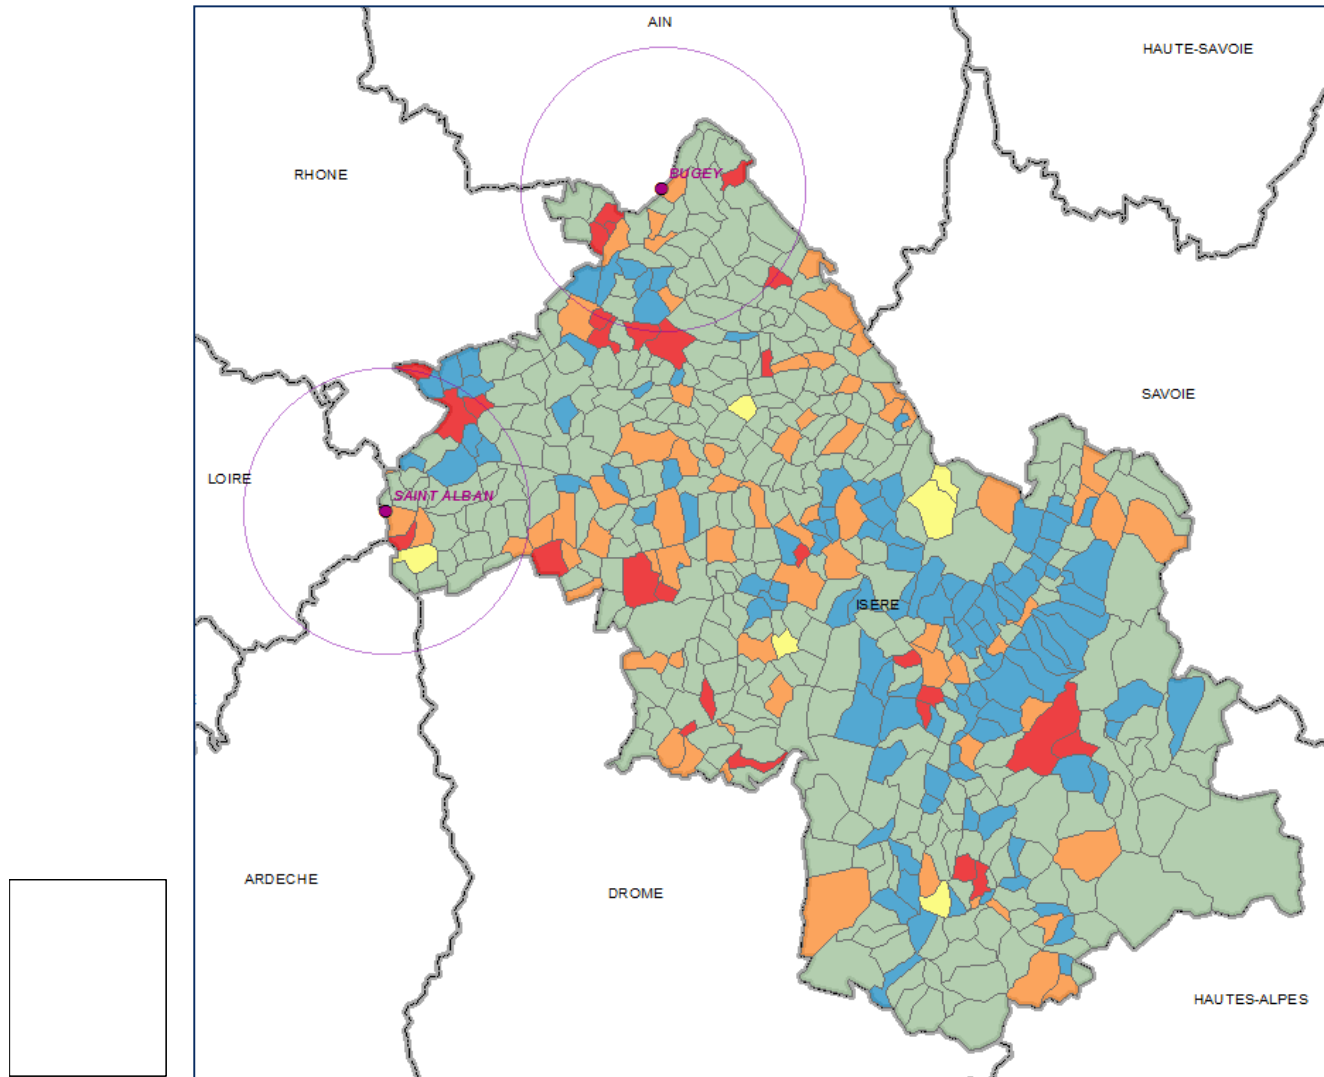 AIN
HAUTE-SAVOIE
RHONE
BUGEY
SAVOIE
LOIRE
SAINT ALBAN
ISERE
ARDECHE
DROME
HAUTES-ALPES